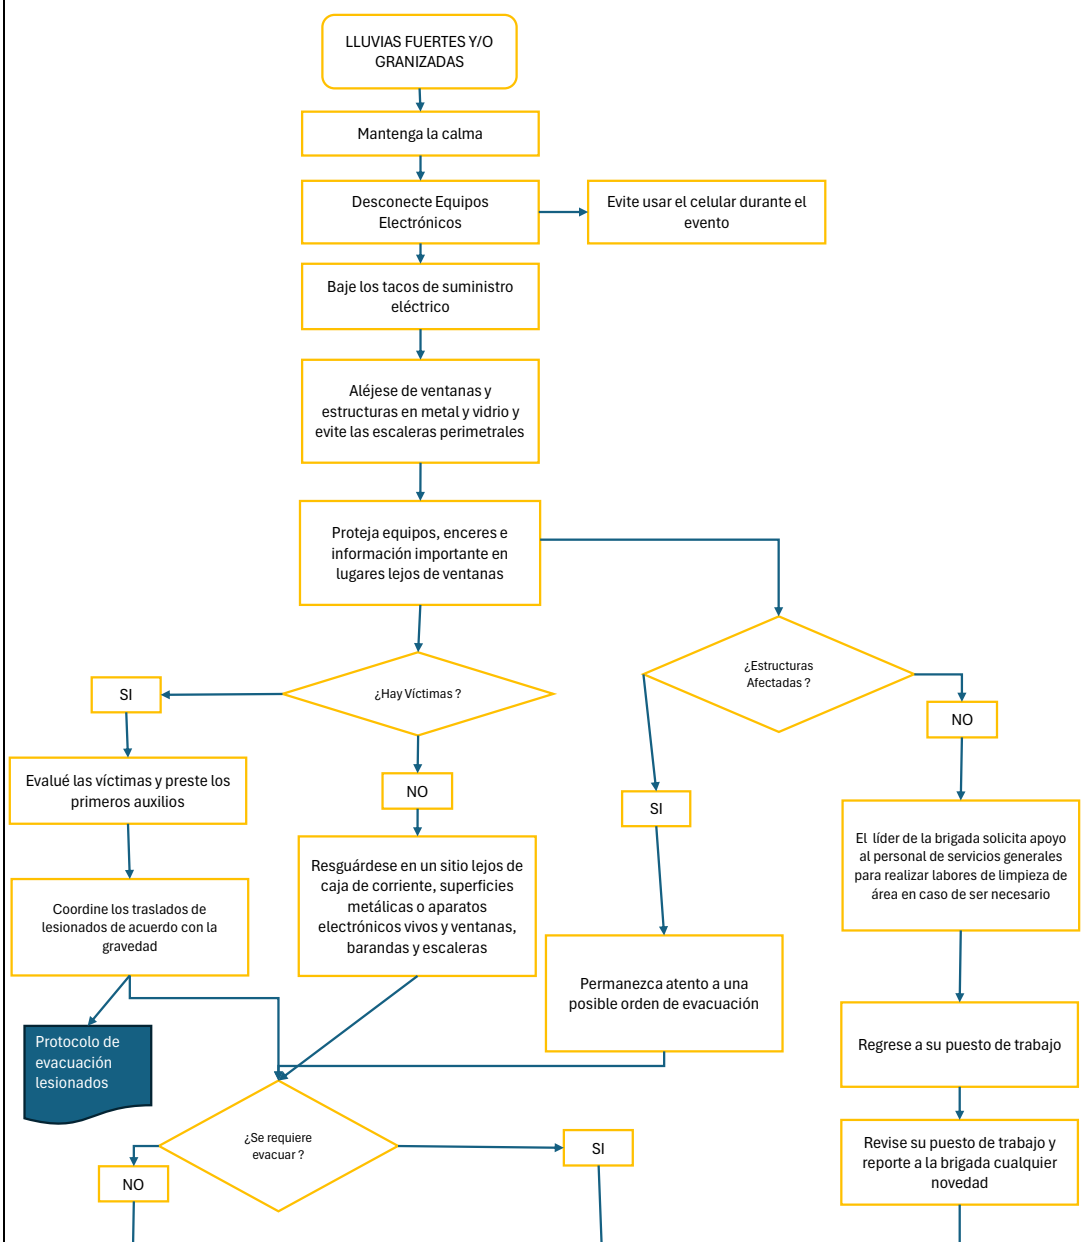 LLUVIAS FUERTES Y/O
GRANIZADAS
Mantenga la calma
Desconecte Equipos
Electrónicos
Evite usar el celular durante el
evento
Baje los tacos de suministro
eléctrico
Aléjese de ventanas y
estructuras en metal y vidrio y
evite las escaleras perimetrales
Proteja equipos, enceres e
información importante en
lugares lejos de ventanas
¿Hay Víctimas ?
¿Estructuras
Afectadas ?
SI
NO
SI
NO
Evalué las víctimas y preste los
primeros auxilios
Resguárdese en un sitio lejos de
caja de corriente, superficies
metálicas o aparatos
electrónicos vivos y ventanas,
barandas y escaleras
El líder de la brigada solicita apoyo
al personal de servicios generales
para realizar labores de limpieza de
área en caso de ser necesario
Coordine los traslados de
lesionados de acuerdo con la
gravedad
Permanezca atento a una
posible orden de evacuación
Protocolo de
evacuación
lesionados
Regrese a su puesto de trabajo
¿Se requiere
evacuar ?
SI
NO
Revise su puesto de trabajo y
reporte a la brigada cualquier
novedad